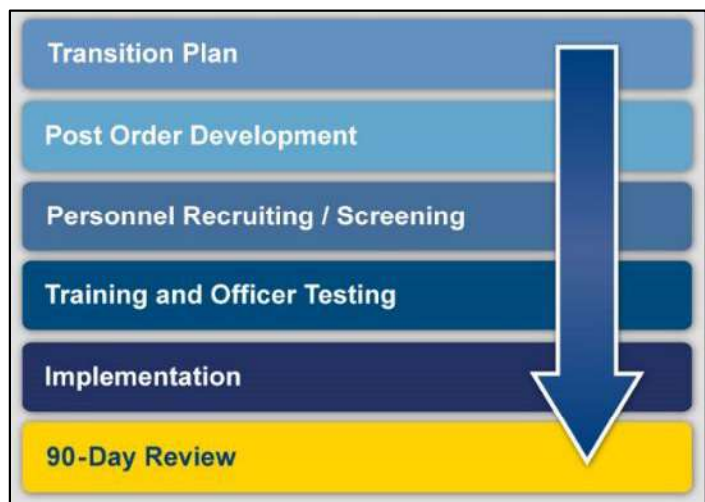 Transition Plan
Post Order Development
Personnel Recruiting / Screening
Training and Officer Testing
Implementation
90-Day Review